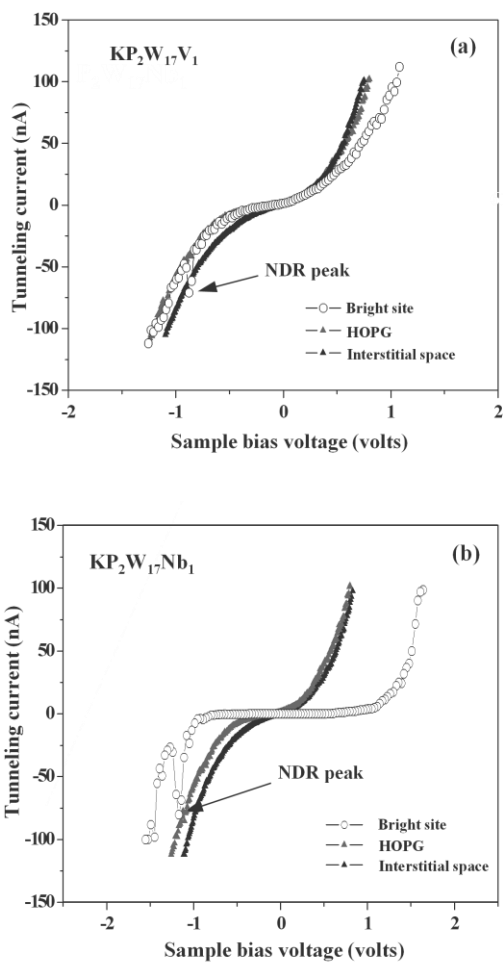 KP2W17V1
(a)
150
100
50
0
-50
-100
-150
Tunneling current (nA)
NDR peak
Bright site
HOPG
Interstitial space
-2
-1
0
1
2
Sample bias voltage (volts)
KP2W17Nb1
(b)
150
100
50
0
-50
-100
-150
Tunneling current (nA)
NDR peak
Bright site
HOPG
Interstitial space
-2
-1
0
1
2
Sample bias voltage (volts)